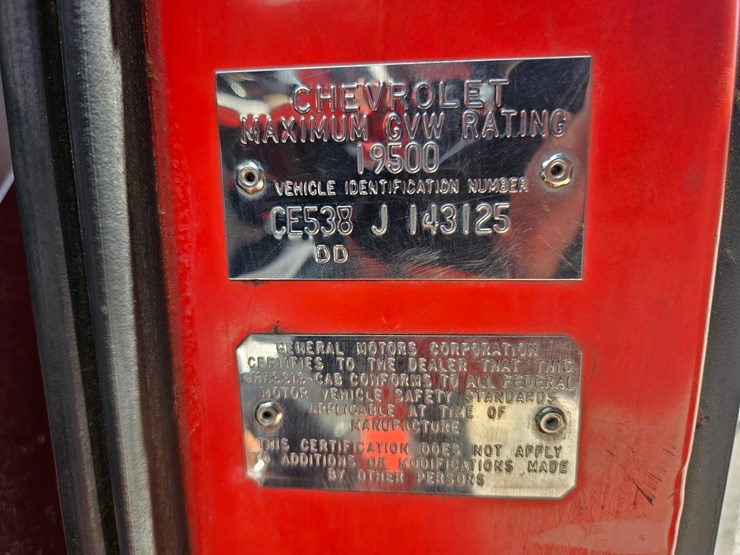 CHEVROLET
MAXIMUM GVW RATING
19500
VEHICLE IDENTIFICATION NUMBER
CE538 J 143125
DD
GENERAL MOTORS CORPORATION
CERTIFIES TO THE DEALER THAT THIS
CHASSIS-CAB CONFORMS TO ALL FEDERAL
MOTOR VEHICLE SAFETY STANDARDS
APPLICABLE AT TIME OF
MANUFACTURE
THIS CERTIFICATION DOES NOT APPLY
TO ADDITIONS OR MODIFICATIONS MADE
BY OTHER PERSONS